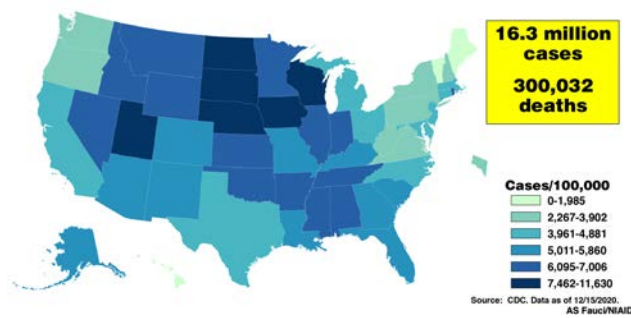 16.3 million
cases
300,032
deaths
Cases/100,000
0-1,985
2,267-3,902
3,961-4,881
5,011-5,860
6,095-7,006
7,462-11,630
Source: CDC. Data as of 12/15/2020.
AS Fauci/NIAID